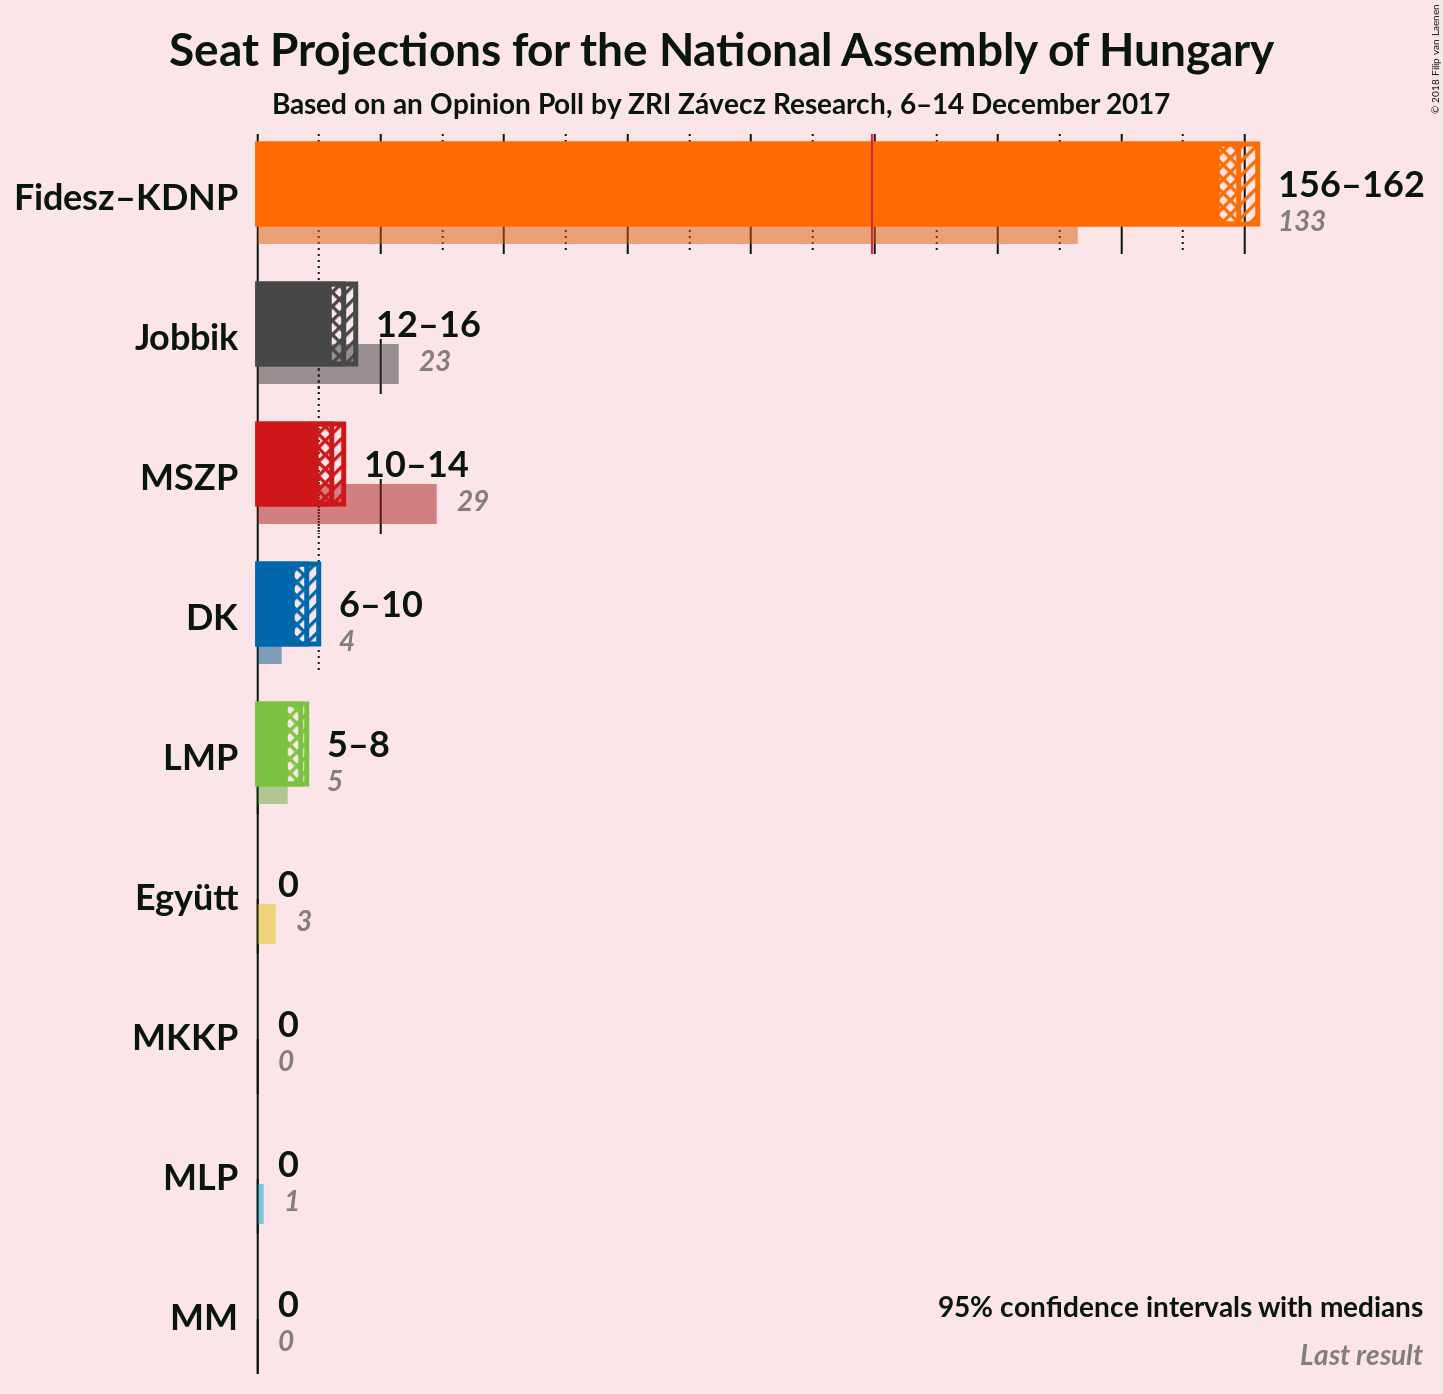 Seat Projections for the National Assembly of Hungary
Based on an Opinion Poll by ZRI Závecz Research, 6–14 December 2017
© 2018 Filip van Laenen
Fidesz–KDNP
156–162
133
Jobbik
12–16
23
MSZP
10–14
29
DK
6–10
4
LMP
5–8
5
Együtt
0
3
MKKP
0
0
MLP
0
1
MM
0
0
95% confidence intervals with medians
Last result